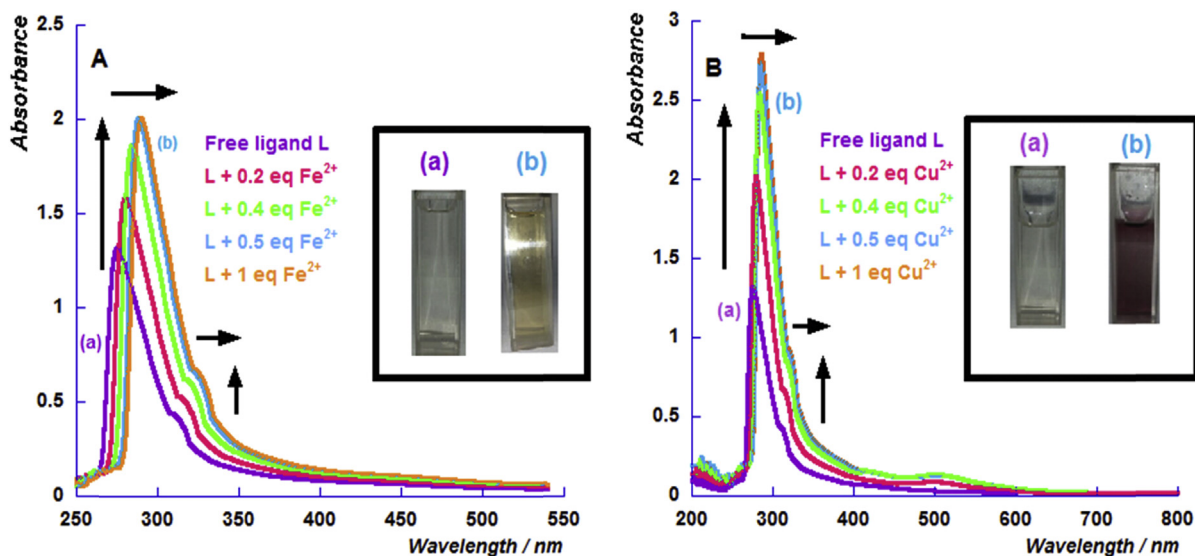 A
Absorbance
2.5
2
1.5
1
0.5
0
250
300
350
400
450
500
550
Wavelength / nm
(a)
(b)
Free ligand L
L + 0.2 eq Fe²⁺
L + 0.4 eq Fe²⁺
L + 0.5 eq Fe²⁺
L + 1 eq Fe²⁺
(a) (b)
B
Absorbance
3
2.5
2
1.5
1
0.5
0
200
300
400
500
600
700
800
Wavelength / nm
(b)
(a)
Free ligand L
L + 0.2 eq Cu²⁺
L + 0.4 eq Cu²⁺
L + 0.5 eq Cu²⁺
L + 1 eq Cu²⁺
(a) (b)